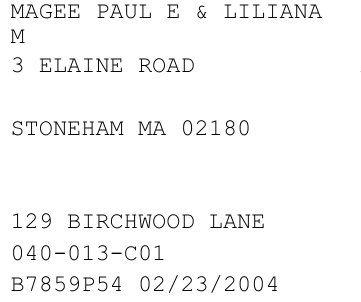 MAGEE PAUL E & LILIANA
M
3 ELAINE ROAD
STONEHAM MA 02180
129 BIRCHWOOD LANE
040-013-C01
B7859P54 02/23/2004